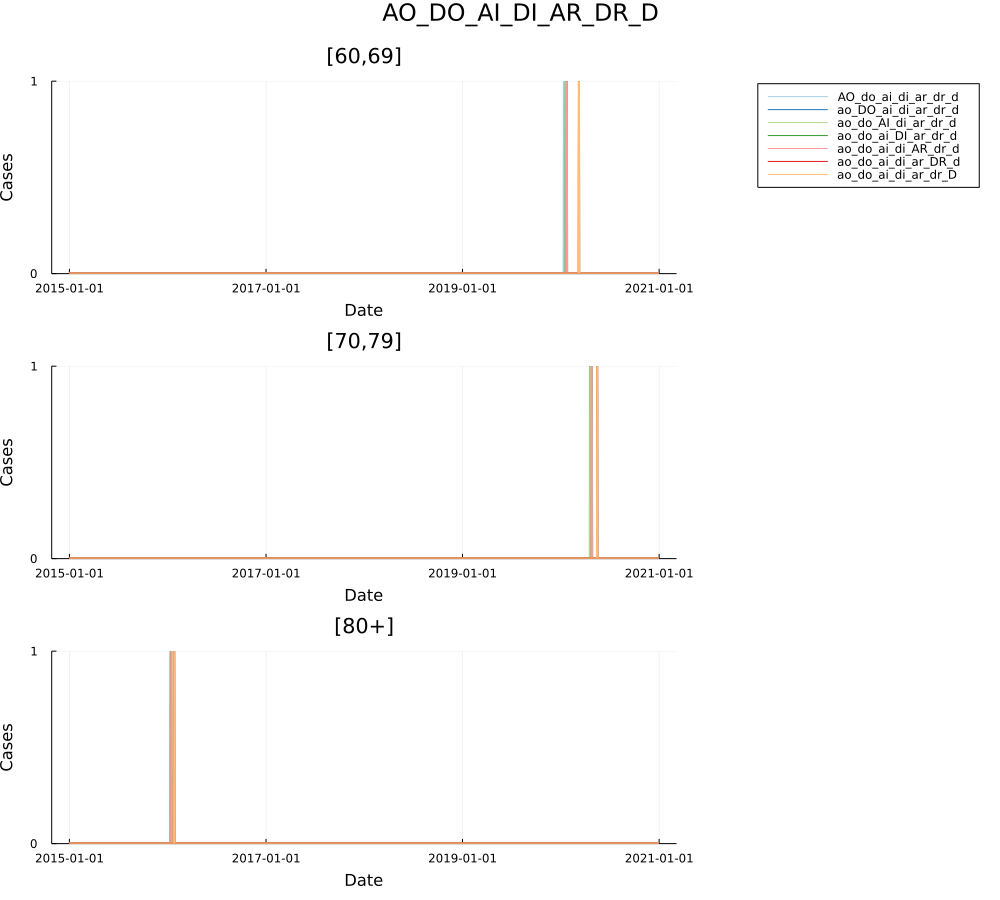 AO_DO_AI_DI_AR_DR_D
[60,69]
1
Cases
0
2015-01-01 2017-01-01 2019-01-01 2021-01-01
Date
AO_do_ai_di_ar_dr_d
ao_DO_ai_di_ar_dr_d
ao_do_AI_di_ar_dr_d
ao_do_ai_DI_ar_dr_d
ao_do_ai_di_AR_dr_d
ao_do_ai_di_ar_DR_d
ao_do_ai_di_ar_dr_D
[70,79]
1
Cases
0
2015-01-01 2017-01-01 2019-01-01 2021-01-01
Date
[80+]
1
Cases
0
2015-01-01 2017-01-01 2019-01-01 2021-01-01
Date